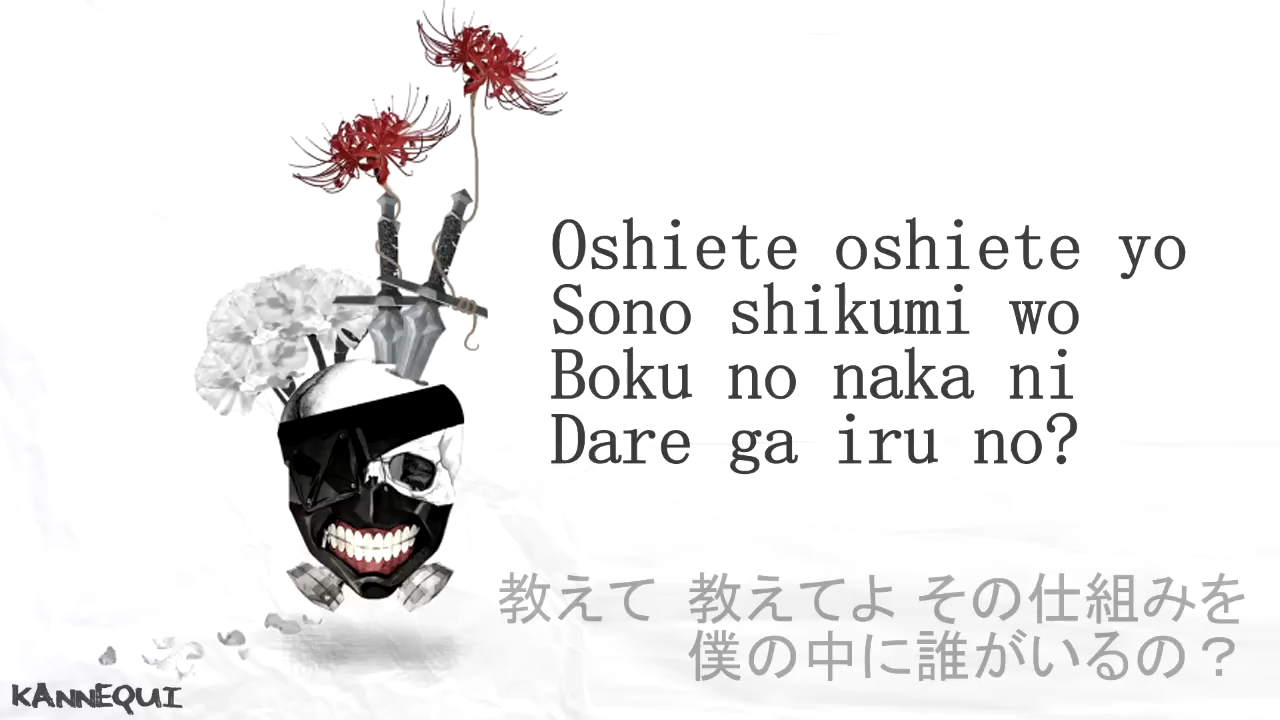 Oshiete oshiete yo
Sono shikumi wo
Boku no naka ni
Dare ga iru no?
教えて 教えてよ その仕組みを
僕の中に誰がいるの？
KANNEQUI